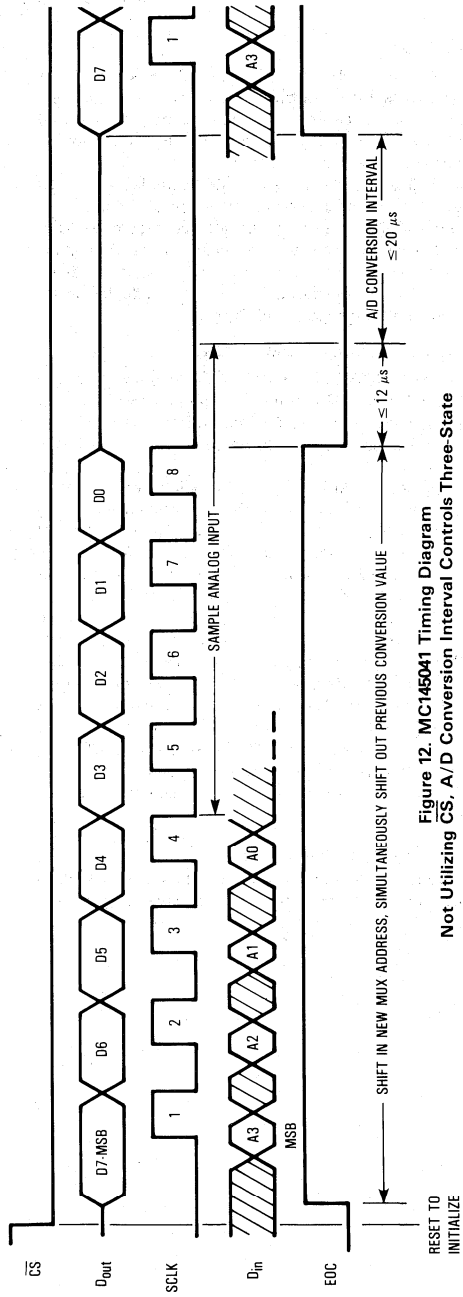 CS
Dout
D7-MSB
D6
D5
D4
D3
D2
D1
D0
D7
SCLK
1
2
3
4
5
6
7
8
1
SAMPLE ANALOG INPUT
Din
A3
A2
A1
A0
A3
MSB
EOC
SHIFT IN NEW MUX ADDRESS, SIMULTANEOUSLY SHIFT OUT PREVIOUS CONVERSION VALUE
≤ 12 μs
A/D CONVERSION INTERVAL
≤ 20 μs
RESET TO
INITIALIZE
Figure 12. MC145041 Timing Diagram
Not Utilizing CS, A/D Conversion Interval Controls Three-State